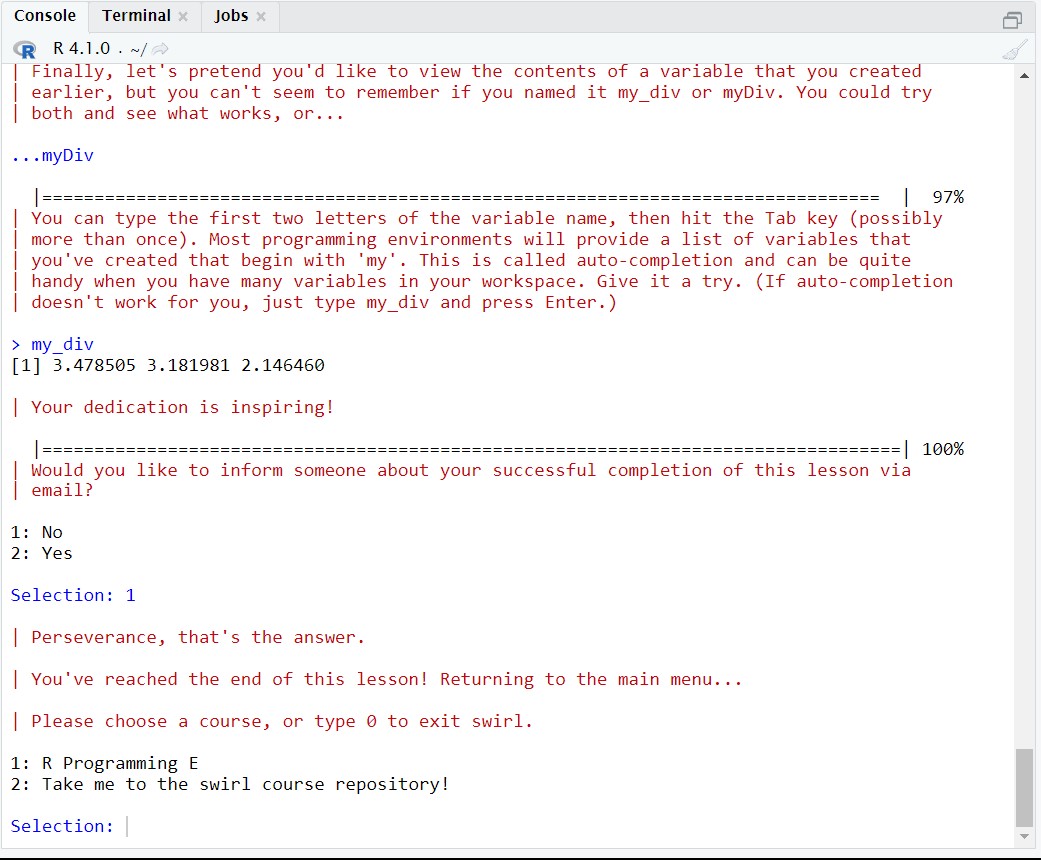 Console Terminal Jobs
R R 4.1.0 . ~/
| Finally, let's pretend you'd like to view the contents of a variable that you created
| earlier, but you can't seem to remember if you named it my_div or myDiv. You could try
| both and see what works, or...
...myDiv
|================================================================================  | 97%
| You can type the first two letters of the variable name, then hit the Tab key (possibly
| more than once). Most programming environments will provide a list of variables that
| you've created that begin with 'my'. This is called auto-completion and can be quite
| handy when you have many variables in your workspace. Give it a try. (If auto-completion
| doesn't work for you, just type my_div and press Enter.)
> my_div
[1] 3.478505 3.181981 2.146460
| Your dedication is inspiring!
|==================================================================================| 100%
| Would you like to inform someone about your successful completion of this lesson via
| email?
1: No
2: Yes
Selection: 1
| Perseverance, that's the answer.
| You've reached the end of this lesson! Returning to the main menu...
| Please choose a course, or type 0 to exit swirl.
1: R Programming E
2: Take me to the swirl course repository!
Selection: